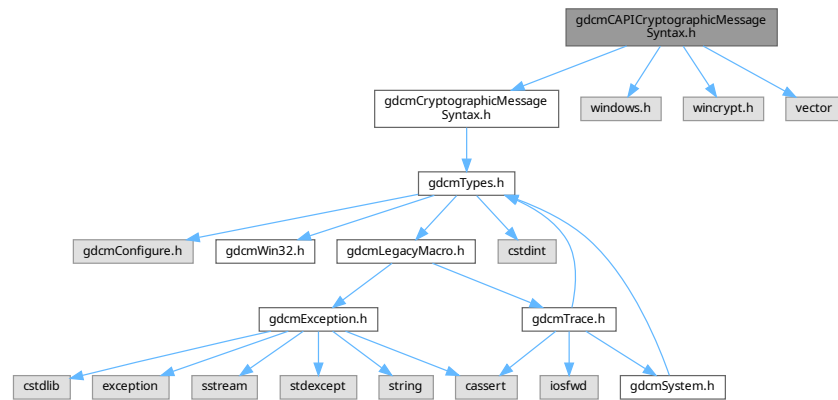 gdcmCAPICryptographicMessage
Syntax.h
gdcmCryptographicMessage
Syntax.h
windows.h
wincrypt.h
vector
gdcmTypes.h
gdcmConfigure.h
gdcmWin32.h
gdcmLegacyMacro.h
cstdint
gdcmException.h
gdcmTrace.h
cstdlib
exception
sstream
stdexcept
string
cassert
iosfwd
gdcmSystem.h